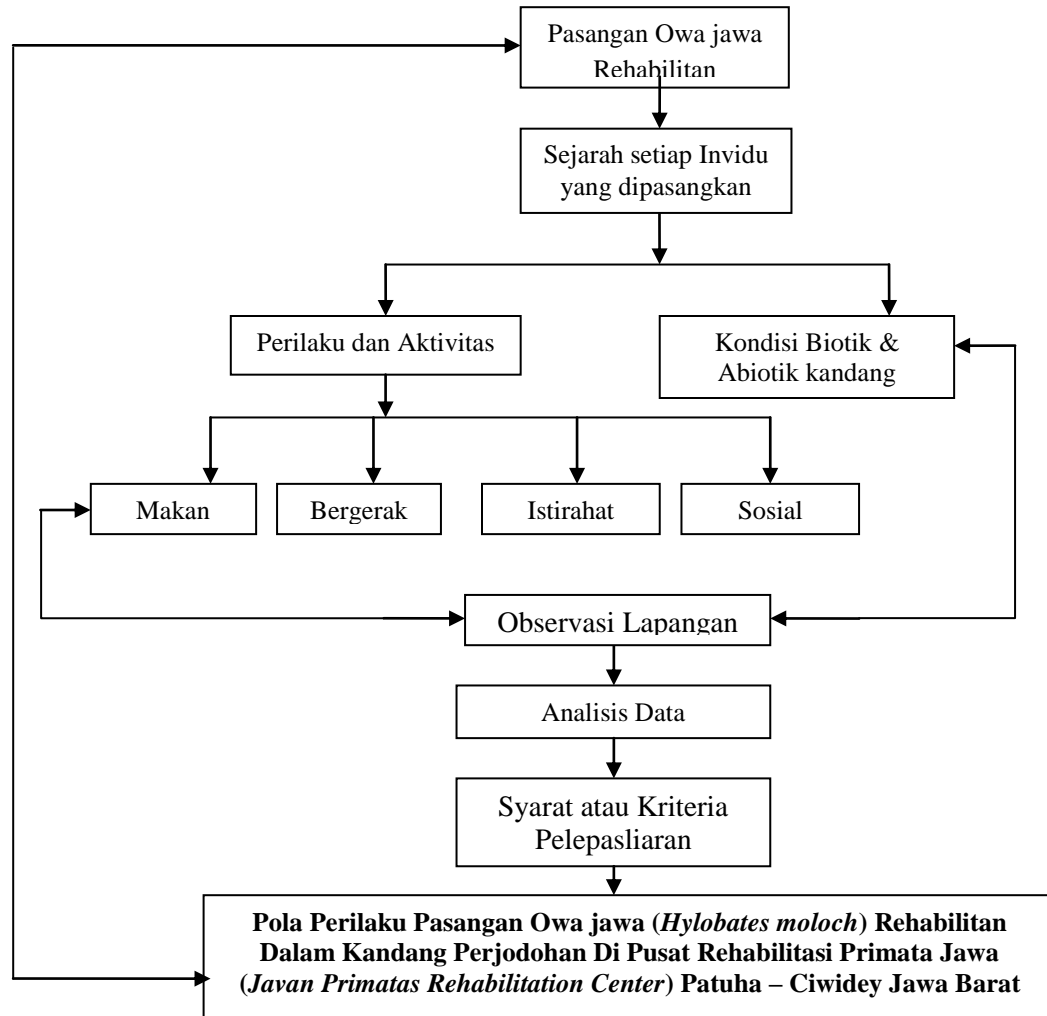 Pasangan Owa jawa
Rehabilitan
Sejarah setiap Invidu
yang dipasangkan
Perilaku dan Aktivitas
Kondisi Biotik &
Abiotik kandang
Makan
Bergerak
Istirahat
Sosial
Observasi Lapangan
Analisis Data
Syarat atau Kriteria
Pelepasliaran
Pola Perilaku Pasangan Owa jawa (Hylobates moloch) Rehabilitan
Dalam Kandang Perjodohan Di Pusat Rehabilitasi Primata Jawa
(Javan Primatas Rehabilitation Center) Patuha – Ciwidey Jawa Barat